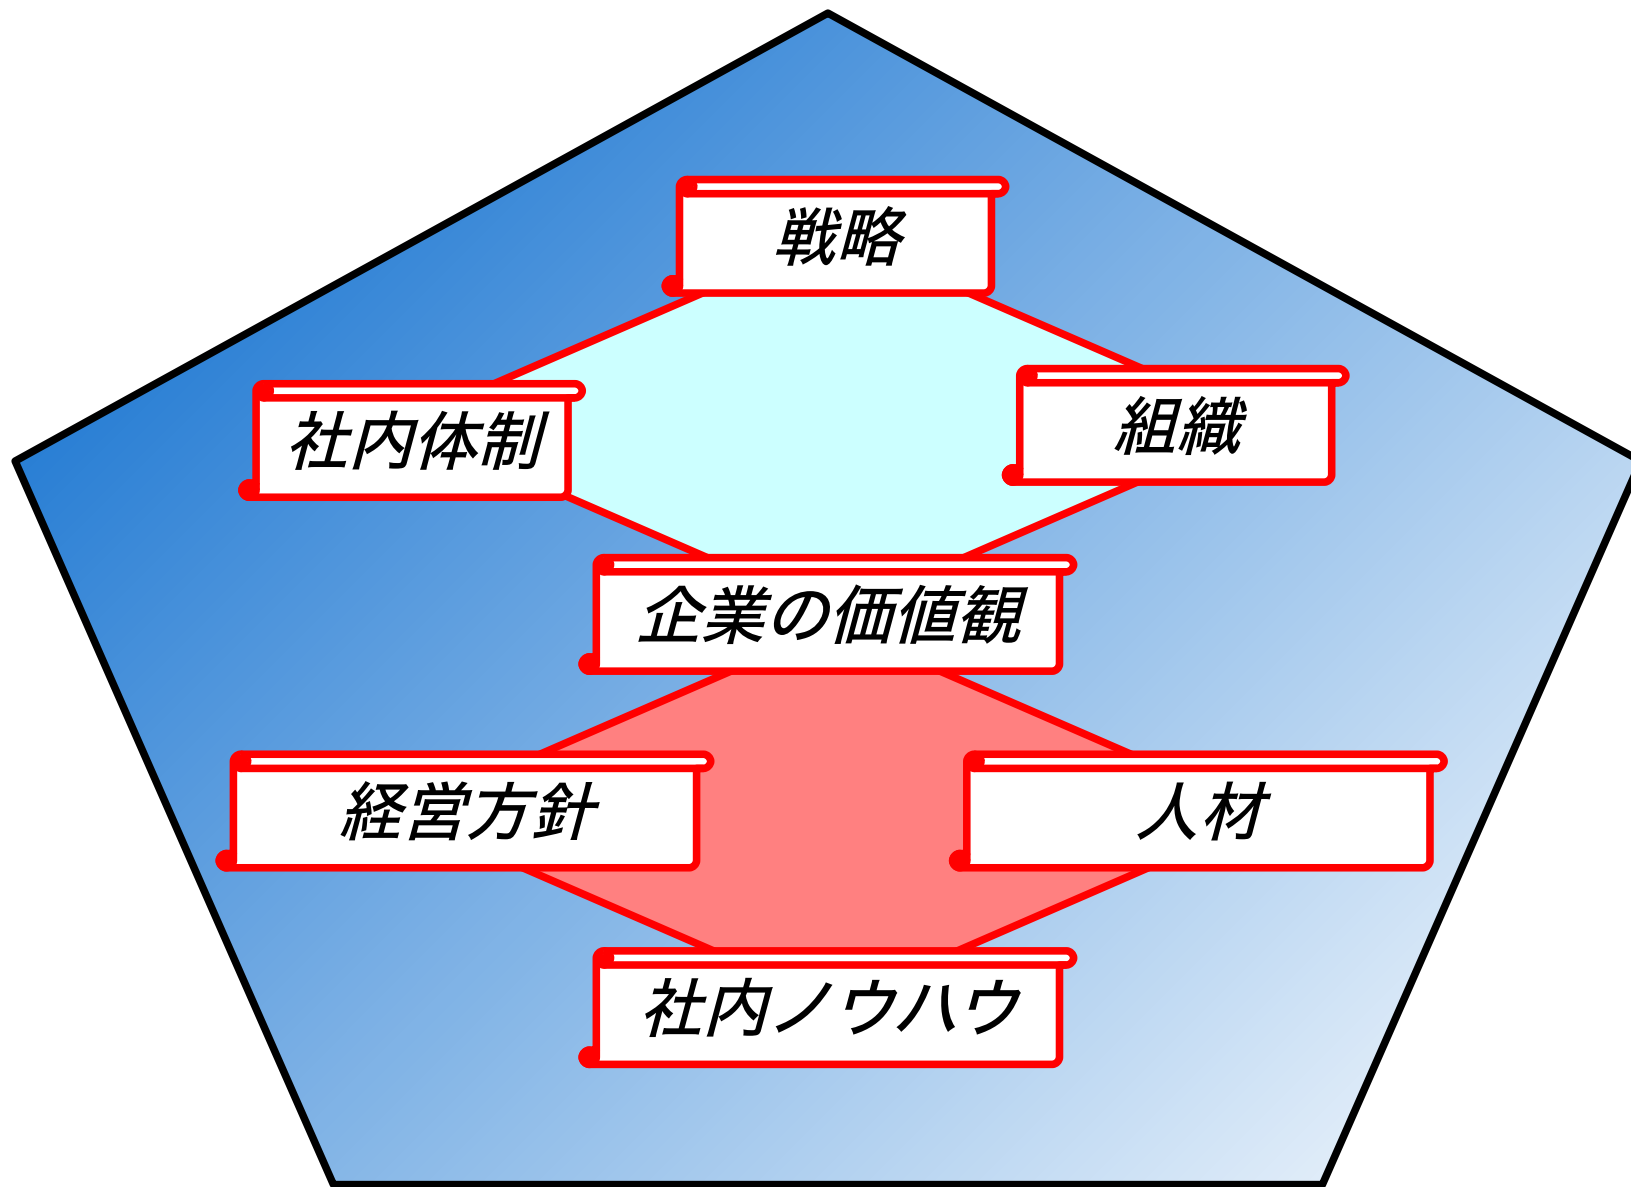 戦略
社内体制
組織
企業の価値観
経営方針
人材
社内ノウハウ